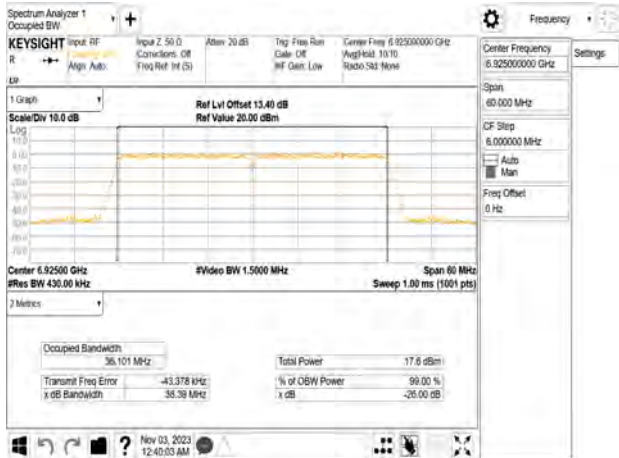 Spectrum Analyzer 1
Occupied BW
Frequency
KEYSIGHT
Input: RF
Align: Auto
Input Z: 50 Ω
Corrections: Off
Freq Ref: Int (S)
Atten: 20 dB
Trig: Free Run
Gate: Off
#IF Gain: Low
Center Freq: 6.925000000 GHz
Avg|Hold: 10/10
Radio Std: None
R
Center Frequency
6.925000000 GHz
Settings
Span
60.000 MHz
CF Step
6.000000 MHz
Auto
Man
Freq Offset
0 Hz
1 Graph
Scale/Div 10.0 dB
Ref Lvl Offset 13.40 dB
Ref Value 20.00 dBm
Log
Center 6.92500 GHz
#Video BW 1.5000 MHz
Span 60 MHz
#Res BW 430.00 kHz
Sweep 1.00 ms (1001 pts)
2 Metrics
Occupied Bandwidth
36.101 MHz
Total Power
17.6 dBm
Transmit Freq Error
-43.378 kHz
% of OBW Power
99.00 %
x dB Bandwidth
38.39 MHz
x dB
-26.00 dB
Nov 03, 2023
12:40:03 AM